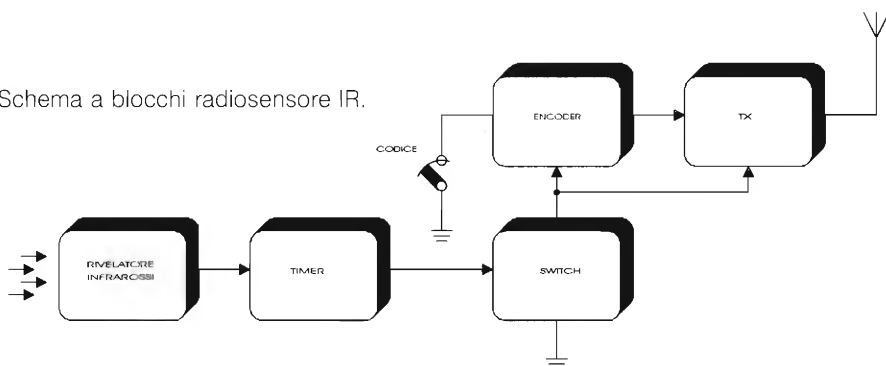 Schema a blocchi radiosensore IR.
ENCODER
TX
CODICE
RIVELATORE
INFRAROSSI
TIMER
SWITCH